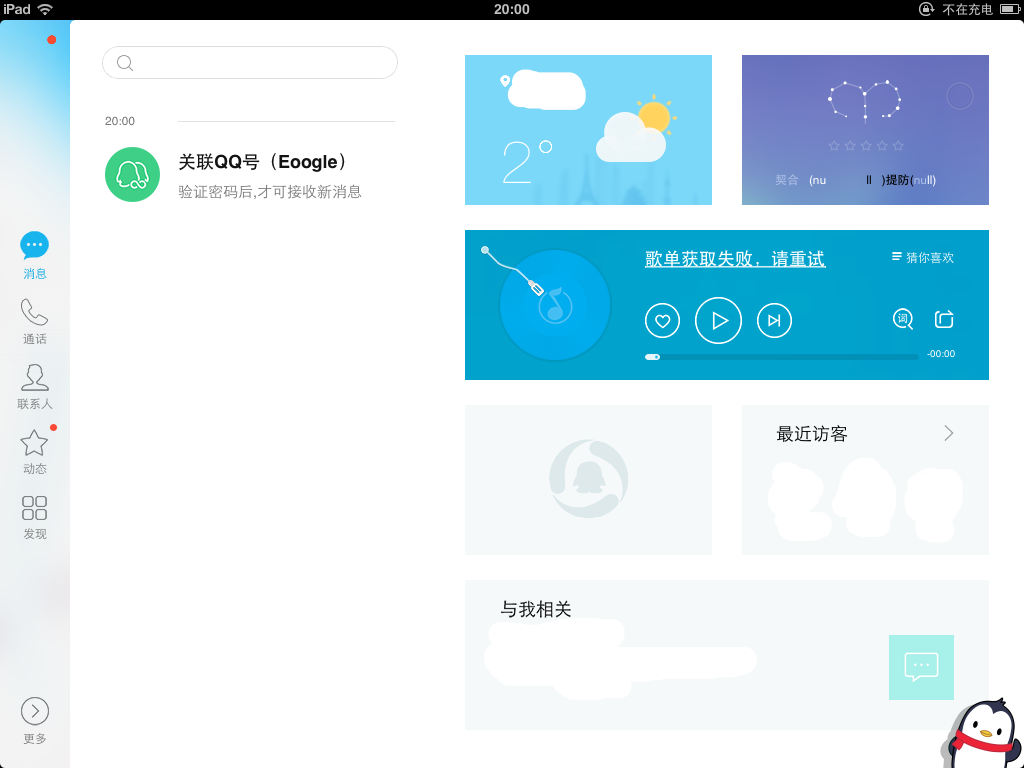 iPad
20:00
不在充电
20:00
关联QQ号（Eoogle）
验证密码后,才可接收新消息
消息
通话
联系人
动态
发现
更多
2°
契合 (nu ll )提防(null)
歌单获取失败，请重试
猜你喜欢
词
-00:00
最近访客
与我相关